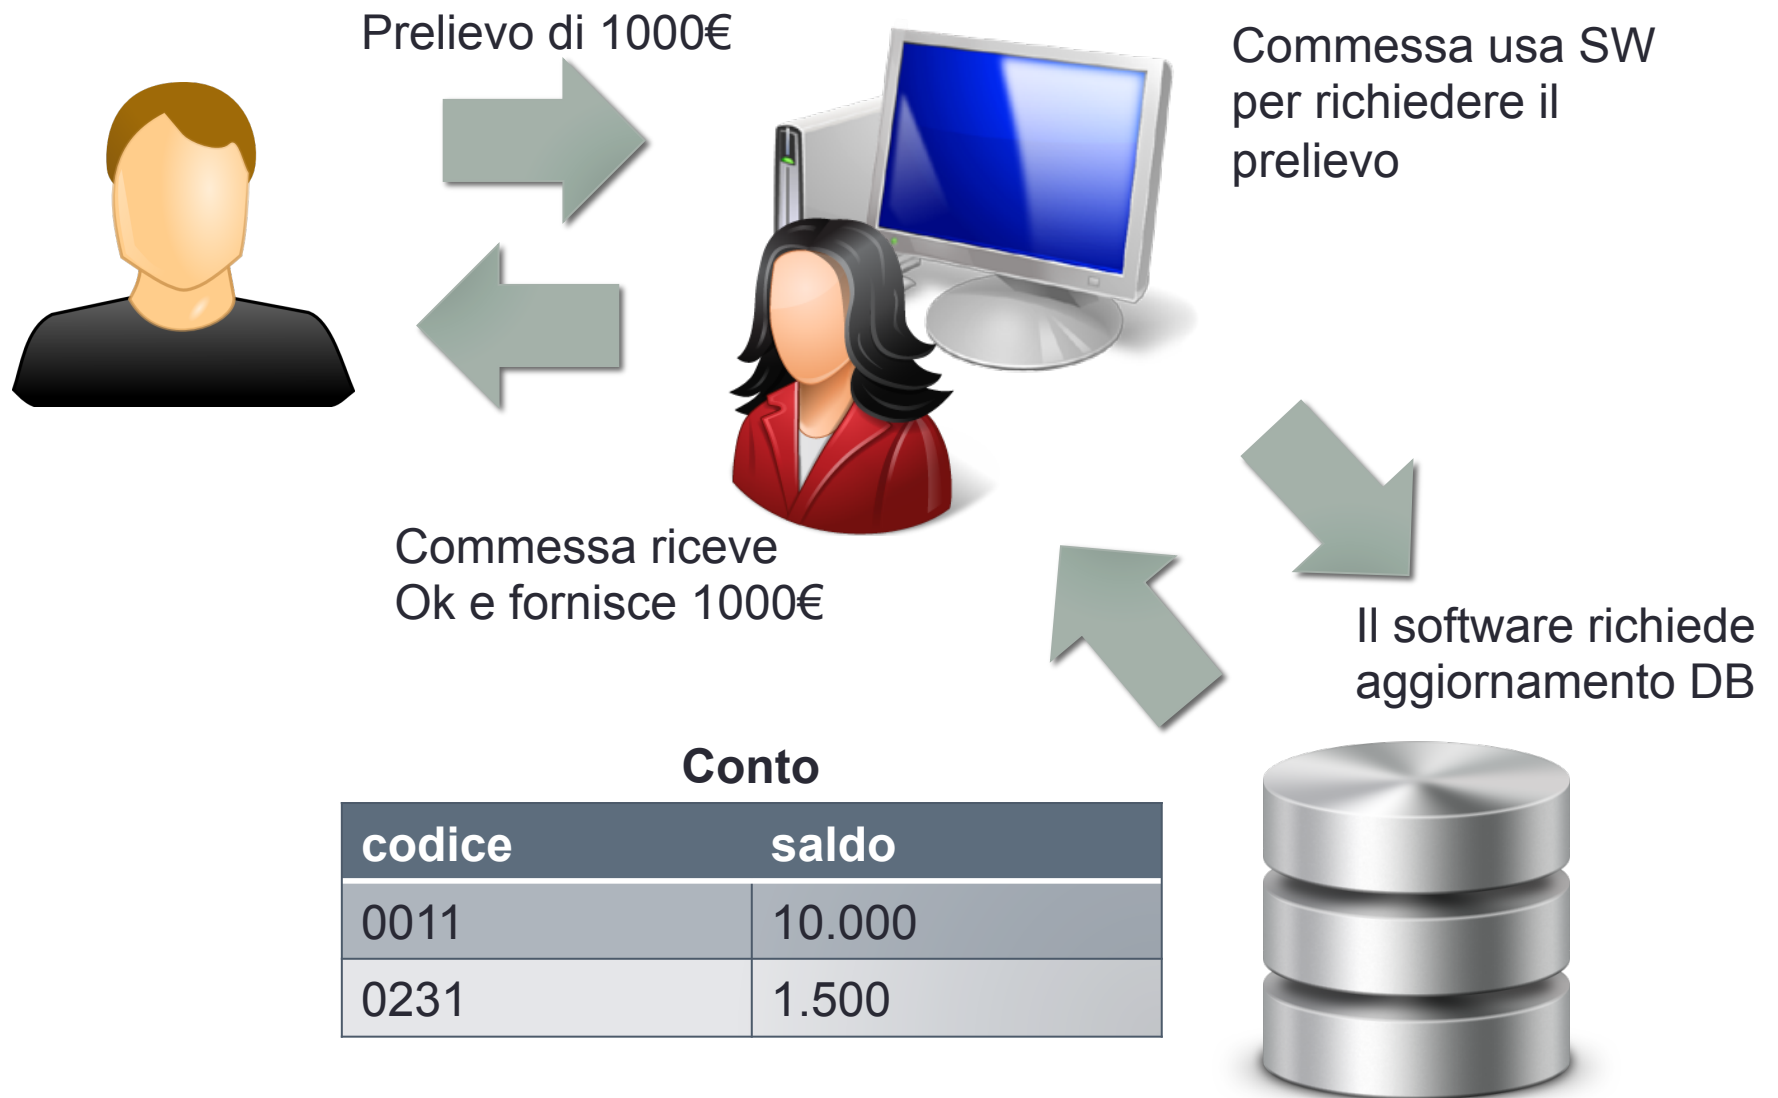 Prelievo di 1000€
Commessa usa SW
per richiedere il
prelievo
Commessa riceve
Ok e fornisce 1000€
Il software richiede
aggiornamento DB
Conto
codice saldo
0011 10.000
0231 1.500